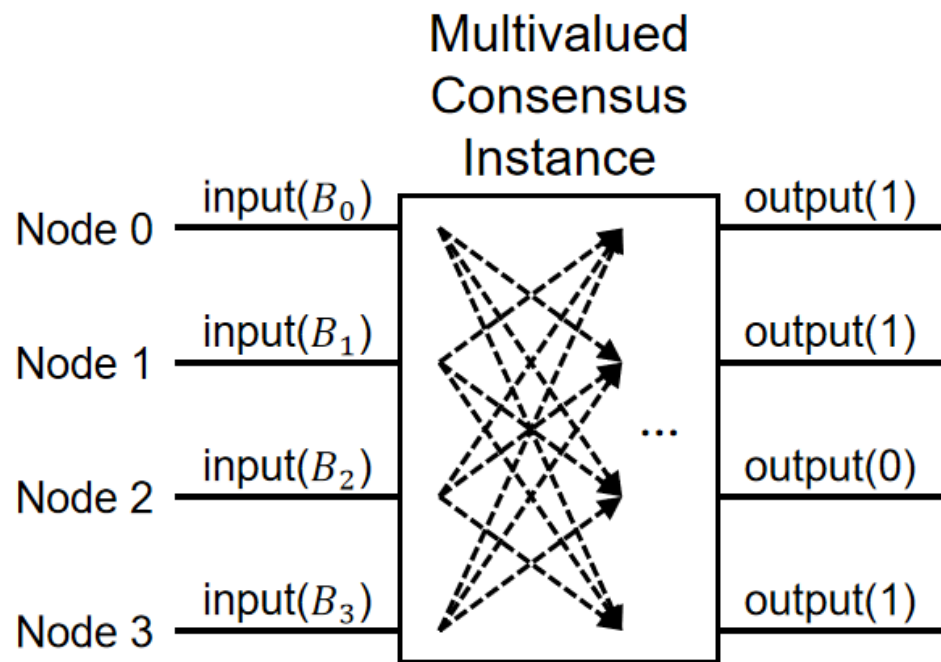 Multivalued
Consensus
Instance
Node 0 input(B₀) output(1)
Node 1 input(B₁) output(1)
...
Node 2 input(B₂) output(0)
Node 3 input(B₃) output(1)